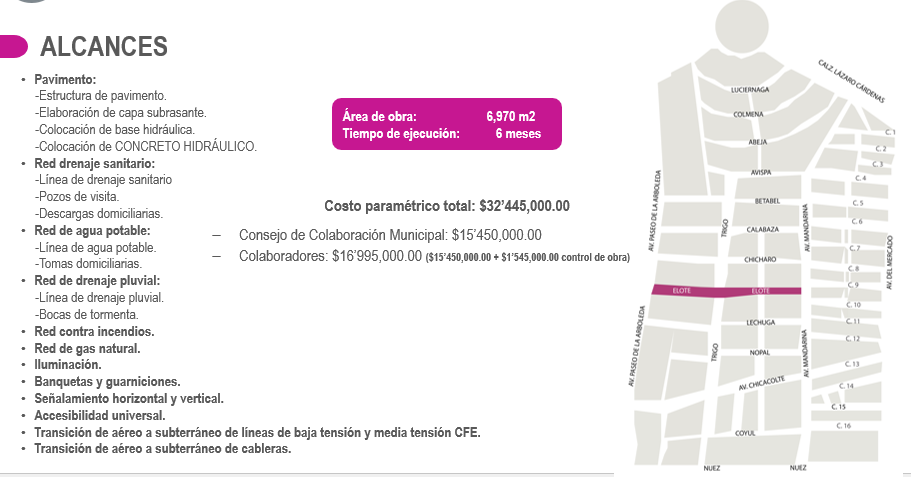 ALCANCES
• Pavimento:
-Estructura de pavimento.
-Elaboración de capa subrasante.
-Colocación de base hidráulica.
-Colocación de CONCRETO HIDRÁULICO.
• Red drenaje sanitario:
-Línea de drenaje sanitario
-Pozos de visita.
-Descargas domiciliarias.
• Red de agua potable:
-Línea de agua potable.
-Tomas domiciliarias.
• Red de drenaje pluvial:
-Línea de drenaje pluvial.
-Bocas de tormenta.
• Red contra incendios.
• Red de gas natural.
• Iluminación.
• Banquetas y guarniciones.
• Señalamiento horizontal y vertical.
• Accesibilidad universal.
• Transición de aéreo a subterráneo de líneas de baja tensión y media tensión CFE.
• Transición de aéreo a subterráneo de cableras.
Área de obra: 6,970 m2
Tiempo de ejecución: 6 meses
Costo paramétrico total: $32'445,000.00
– Consejo de Colaboración Municipal: $15'450,000.00
– Colaboradores: $16'995,000.00 ($15'450,000.00 + $1'545,000.00 control de obra)
CALZ. LÁZARO CÁRDENAS
LUCIERNAGA
COLMENA
ABEJA
AVISPA
BETABEL
CALABAZA
CHICHARO
ELOTE
ELOTE
LECHUGA
NOPAL
AV. CHICACOLTE
COYUL
NUEZ
NUEZ
AV. PASEO DE LA ARBOLEDA
AV. PASEO DE LA ARBOLEDA
TRIGO
TRIGO
AV. MANDARINA
AV. MANDARINA
AV. DEL MERCADO
C. 1
C. 2
C. 3
C. 4
C. 5
C. 6
C. 7
C. 8
C. 9
C. 10
C. 11
C. 12
C. 13
C. 14
C. 15
C. 16